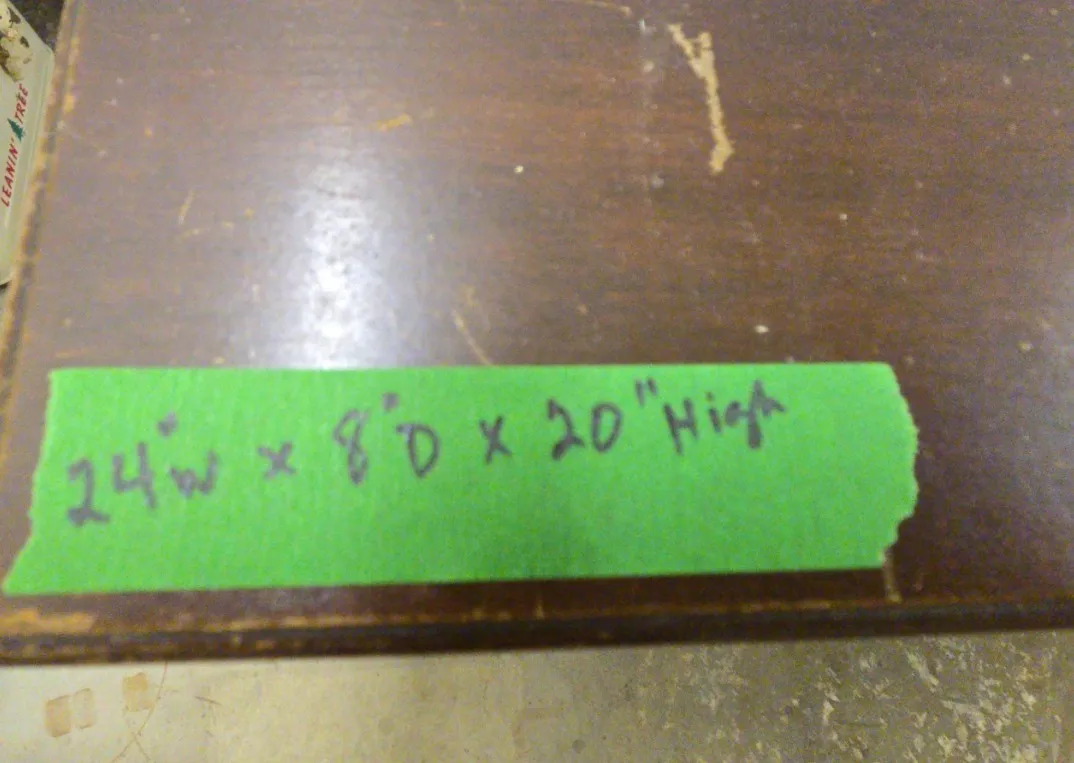 LEANIN' TREE
24"W x 8"D x 20" High